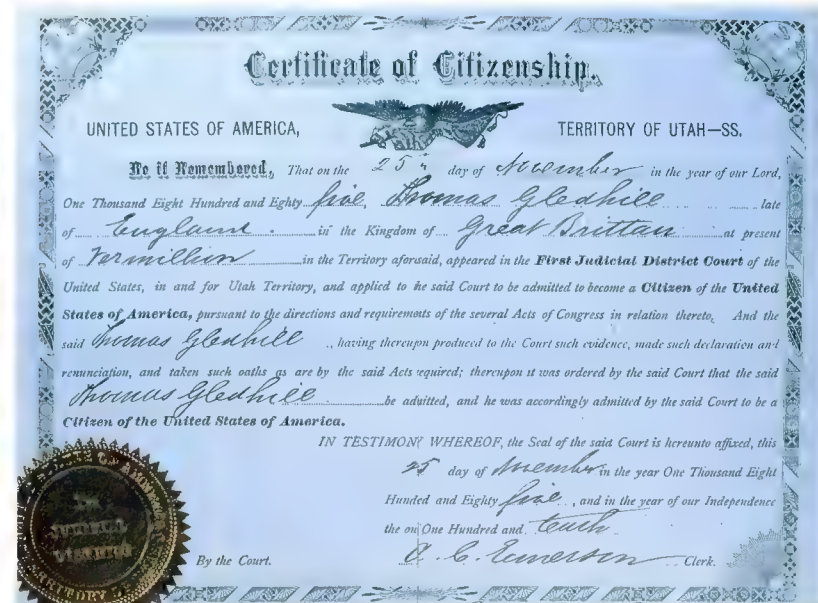 Certificate of Citizenship.
UNITED STATES OF AMERICA, TERRITORY OF UTAH—SS.
Be it Remembered, That on the 25th day of November in the year of our Lord,
One Thousand Eight Hundred and Eighty five, Thomas Gledhill late
of England in the Kingdom of Great Brittan at present
of Vermillion in the Territory aforsaid, appeared in the First Judicial District Court of the
United States, in and for Utah Territory, and applied to he said Court to be admitted to become a Citizen of the United
States of America, pursuant to the directions and requirements of the several Acts of Congress in relation thereto. And the
said Thomas Gledhill, having thereupon produced to the Court such evidence, made such declaration and
renunciation, and taken such oaths as are by the said Acts required; thereupon it was ordered by the said Court that the said
Thomas Gledhill be admitted, and he was accordingly admitted by the said Court to be a
Citizen of the United States of America.
IN TESTIMONY WHEREOF, the Seal of the said Court is hereunto affixed, this
25 day of November in the year One Thousand Eight
Hunded and Eighty five, and in the year of our Independence
the on One Hundred and tenth
By the Court. A. C. Emerson Clerk.